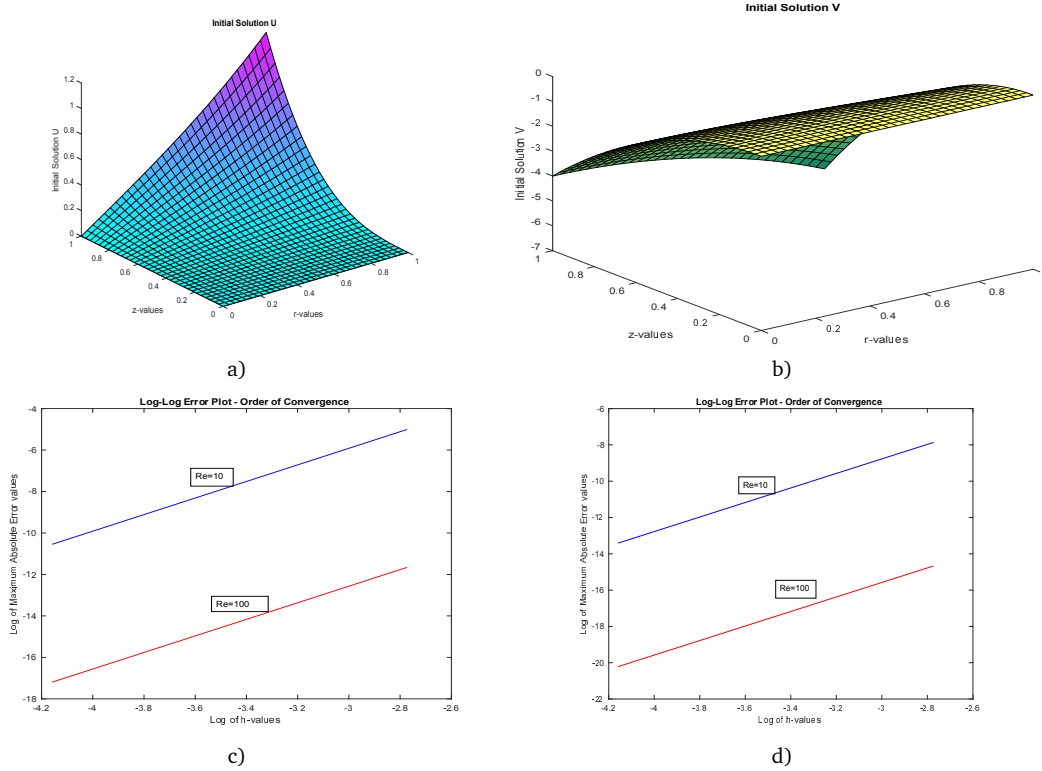 Initial Solution U
Initial Solution U
1.2
1
0.8
0.6
0.4
0.2
0
1
0.8
0.6
0.4
0.2
0
z-values
0
0.2
0.4
0.6
0.8
1
r-values
a)
Initial Solution V
Initial Solution V
0
-1
-2
-3
-4
-5
-6
-7
1
0.8
0.6
0.4
0.2
0
z-values
0
0.2
0.4
0.6
0.8
r-values
b)
Log-Log Error Plot - Order of Convergence
Log of Maximum Absolute Error values
-4
-6
-8
-10
-12
-14
-16
-18
Re=10
Re=100
-4.2 -4 -3.8 -3.6 -3.4 -3.2 -3 -2.8 -2.6
Log of h-values
c)
Log-Log Error Plot - Order of Convergence
Log of Maximum Absolute Error values
-6
-8
-10
-12
-14
-16
-18
-20
-22
Re=10
Re=100
-4.2 -4 -3.8 -3.6 -3.4 -3.2 -3 -2.8 -2.6
Log of h-values
d)